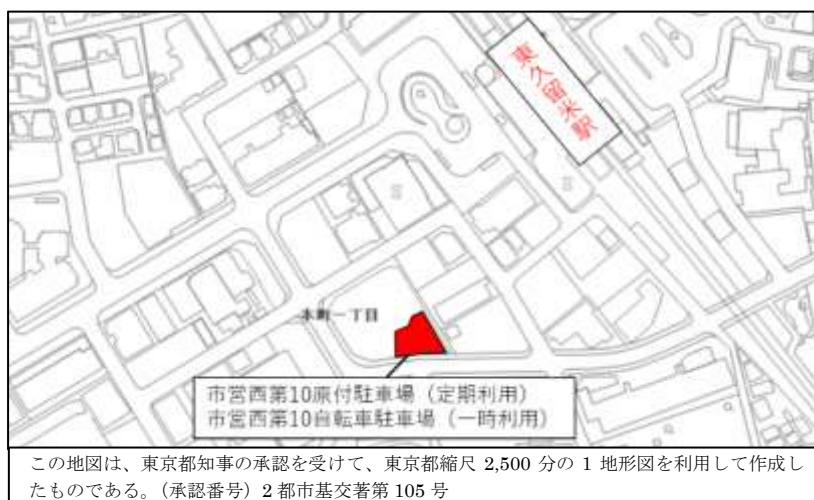 東久留米駅
本町一丁目
市営西第10原付駐車場(定期利用)
市営西第10自転車駐車場(一時利用)
この地図は、東京都知事の承認を受けて、東京都縮尺 2,500 分の 1 地形図を利用して作成し
たものである。(承認番号) 2 都市基交著第 105 号